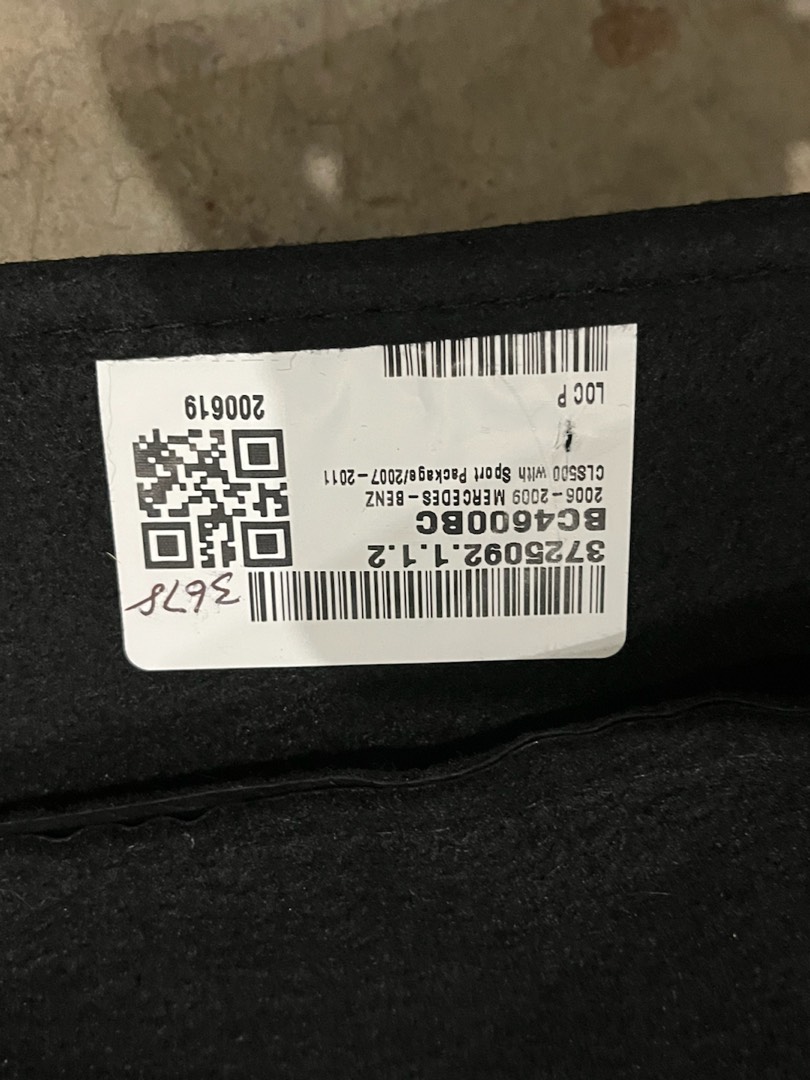 3678
3725092.1.1.2
BC4600BC
2006-2009 MERCEDES-BENZ
CLS500 with Sport Package/2007-2011
LOC P
200619